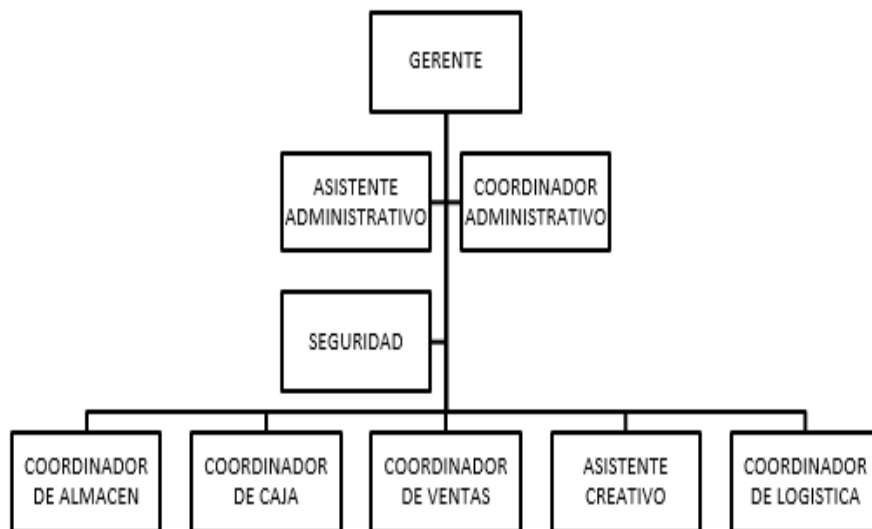 GERENTE
ASISTENTE
ADMINISTRATIVO
COORDINADOR
ADMINISTRATIVO
SEGURIDAD
COORDINADOR
DE ALMACEN
COORDINADOR
DE CAJA
COORDINADOR
DE VENTAS
ASISTENTE
CREATIVO
COORDINADOR
DE LOGISTICA